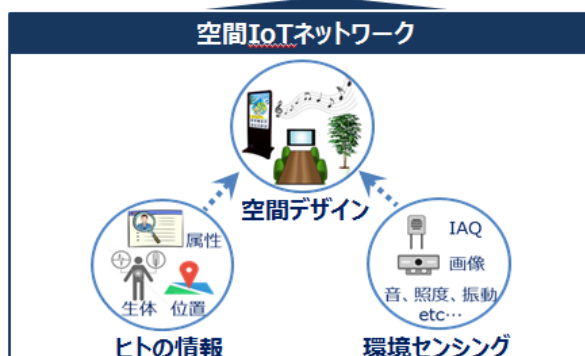 空間IoTネットワーク
空間デザイン
属性
生体 位置
ヒトの情報
IAQ
画像
音、照度、振動
etc…
環境センシング